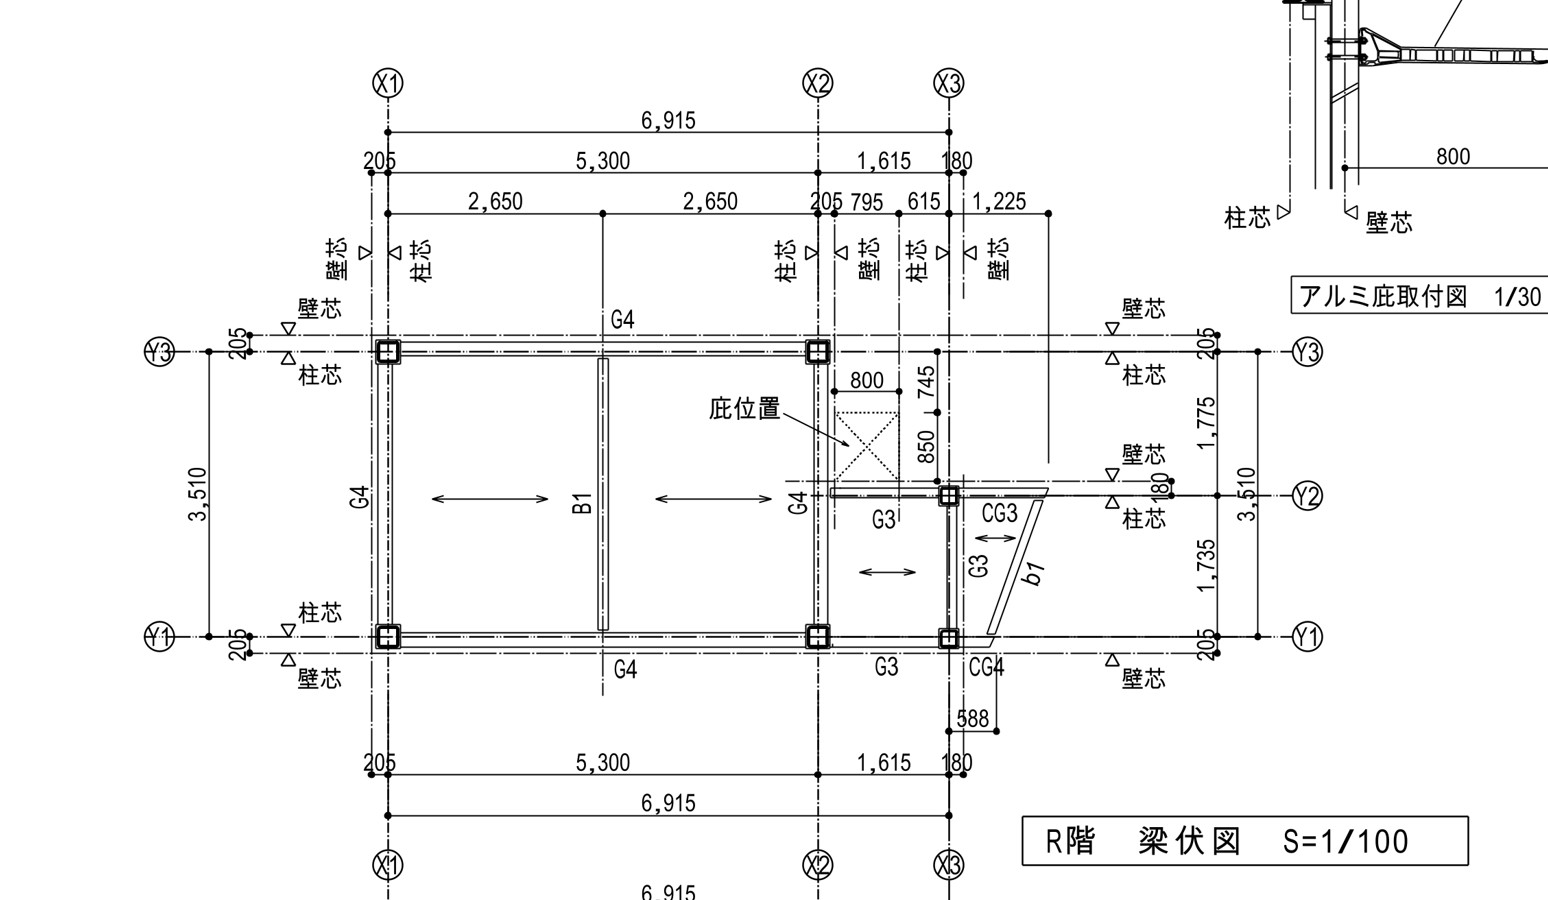 X1
X2
X3
6,915
205
5,300
1,615
180
2,650
2,650
205
795
615
1,225
壁芯
柱芯
柱芯
壁芯
柱芯
壁芯
800
柱芯
壁芯
アルミ庇取付図 1/30
壁芯
G4
壁芯
205
205
Y3
Y3
柱芯
柱芯
800
745
庇位置
1,775
850
壁芯
3,510
G4
B1
G4
180
3,510
Y2
G3
CG3
柱芯
G3
b1
1,735
柱芯
Y1
Y1
205
205
壁芯
G4
G3
CG4
壁芯
588
205
5,300
1,615
180
6,915
R階 梁伏図 S=1/100
X1
X2
X3
6,915